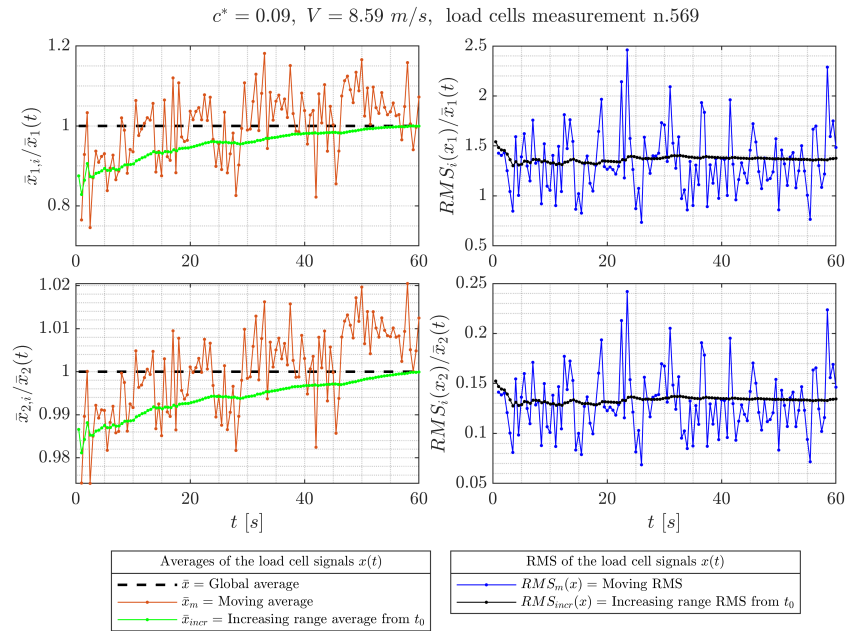 c* = 0.09, V = 8.59 m/s, load cells measurement n.569
x̄₁,ᵢ/x̄₁(t)
1.2
1
0.8
0 20 40 60
RMSᵢ(x₁)/x̄₁(t)
2.5
2
1.5
1
0.5
0 20 40 60
x̄₂,ᵢ/x̄₂(t)
1.02
1.01
1
0.99
0.98
0 20 40 60
t [s]
RMSᵢ(x₂)/x̄₂(t)
0.25
0.2
0.15
0.1
0.05
0 20 40 60
t [s]
Averages of the load cell signals x(t)
x̄ = Global average
x̄ₘ = Moving average
x̄ᵢₙcᵣ = Increasing range average from t₀
RMS of the load cell signals x(t)
RMSₘ(x) = Moving RMS
RMSᵢₙcᵣ(x) = Increasing range RMS from t₀